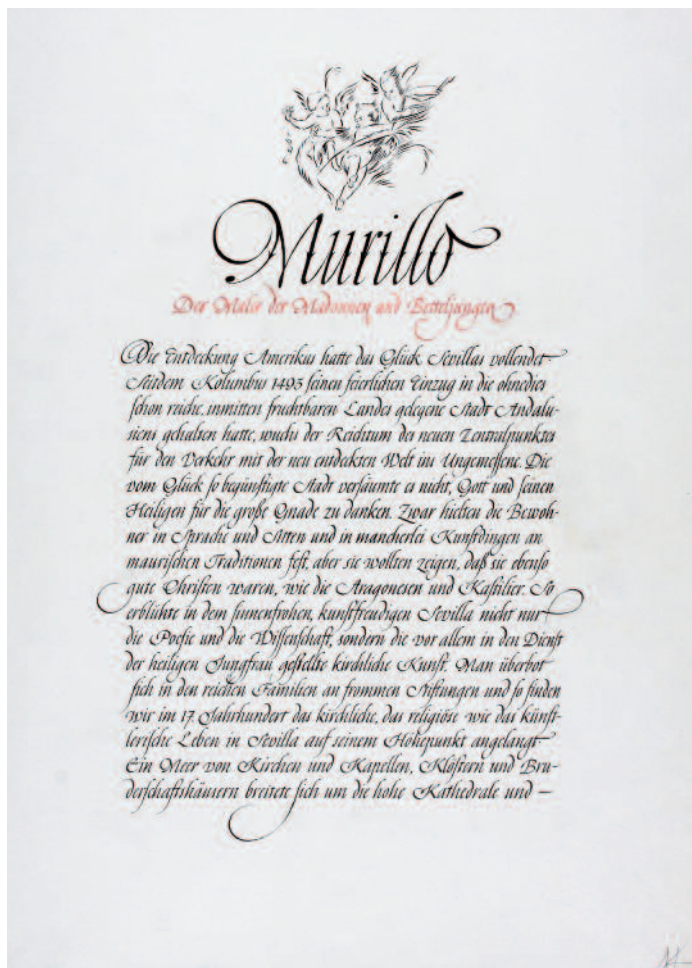 Murillo
Der Maler der Madonnen und Betteljungen
Die Entdeckung Amerikas hatte das Glück Sevillas vollendet.
Seitdem Kolumbus 1493 seinen feierlichen Einzug in die ohnedies
schon reiche, inmitten fruchtbaren Landes gelegene Stadt Andalu-
siens gehalten hatte, wuchs der Reichtum des neuen Zentralpunktes
für den Verkehr mit der neu entdeckten Welt ins Ungemessene. Die
vom Glück so begünstigte Stadt versäumte es nicht, Gott und seinen
Heiligen für die große Gnade zu danken. Zwar hielten die Bewoh-
ner in Sprache und Sitten und in mancherlei Kunstdingen an
maurischen Traditionen fest, aber sie wollten zeigen, daß sie ebenso
gute Christen waren, wie die Aragonesen und Kastilier. So
erblühte in dem sinnenfrohen, kunstfreudigen Sevilla nicht nur
die Poesie und die Wissenschaft, sondern die vor allem in den Dienst
der heiligen Jungfrau gestellte kirchliche Kunst. Man überbot
sich in den reichen Familien an frommen Stiftungen und so finden
wir im 17. Jahrhundert das kirchliche, das religiöse wie das künst-
lerische Leben in Sevilla auf seinem Höhepunkt angelangt
Ein Meer von Kirchen und Kapellen, Klöstern und Bru-
derschaftshäusern breitete sich um die hohe Kathedrale und —